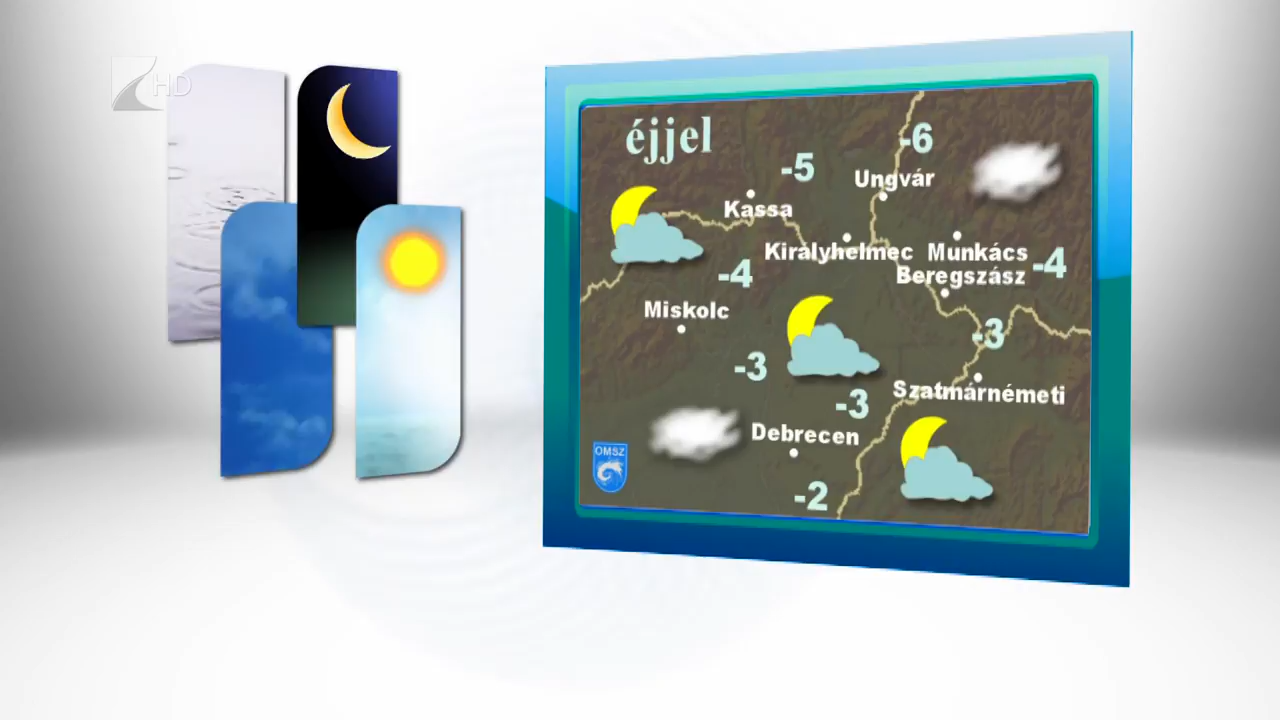 HD
éjjel
-6
-5
Ungvár
Kassa
Királyhelmec
Munkács
-4
Beregszász
-4
Miskolc
-3
-3
Szatmárnémeti
-3
Debrecen
OMSZ
-2